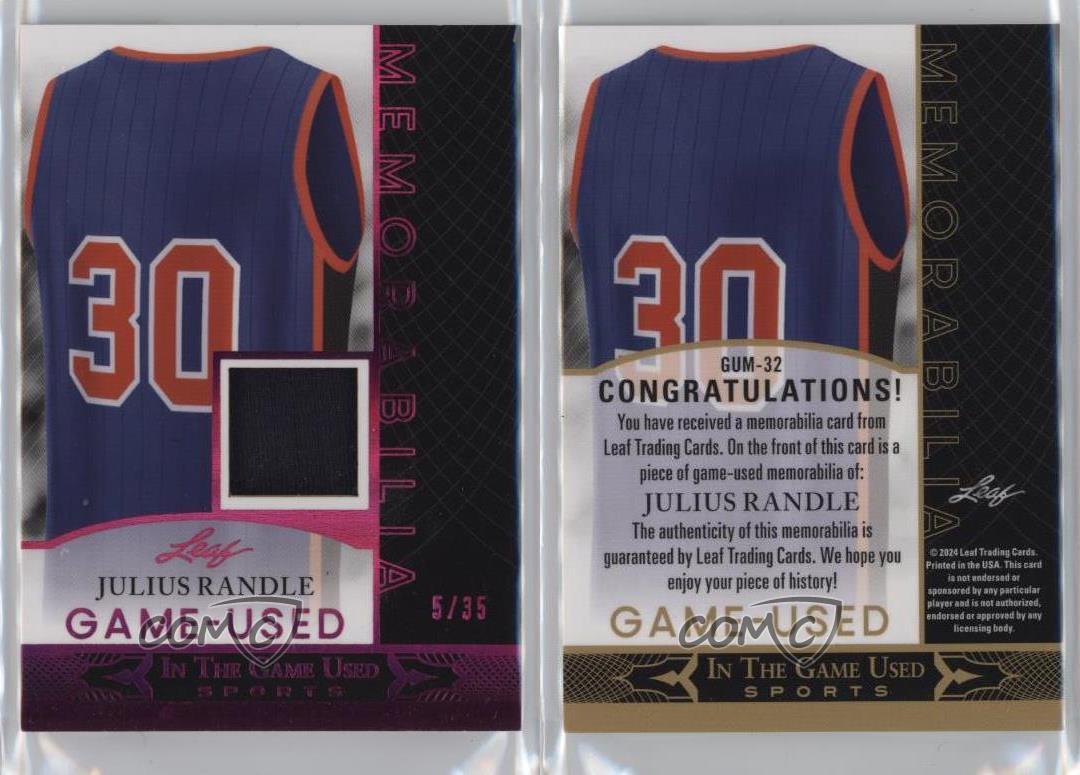 MEMORABILIA
30
Leaf
JULIUS RANDLE
GAME-USED
5/35
IN THE GAME USED
SPORTS
COMC
MEMORABILIA
30
GUM-32
CONGRATULATIONS!
You have received a memorabilia card from
Leaf Trading Cards. On the front of this card is a
piece of game-used memorabilia of:
JULIUS RANDLE
The authenticity of this memorabilia is
guaranteed by Leaf Trading Cards. We hope you
enjoy your piece of history!
GAME-USED
Leaf
© 2024 Leaf Trading Cards.
Printed in the USA. This card
is not endorsed or
sponsored by any particular
player and is not authorized,
endorsed or approved by any
licensing body.
IN THE GAME USED
SPORTS
COMC